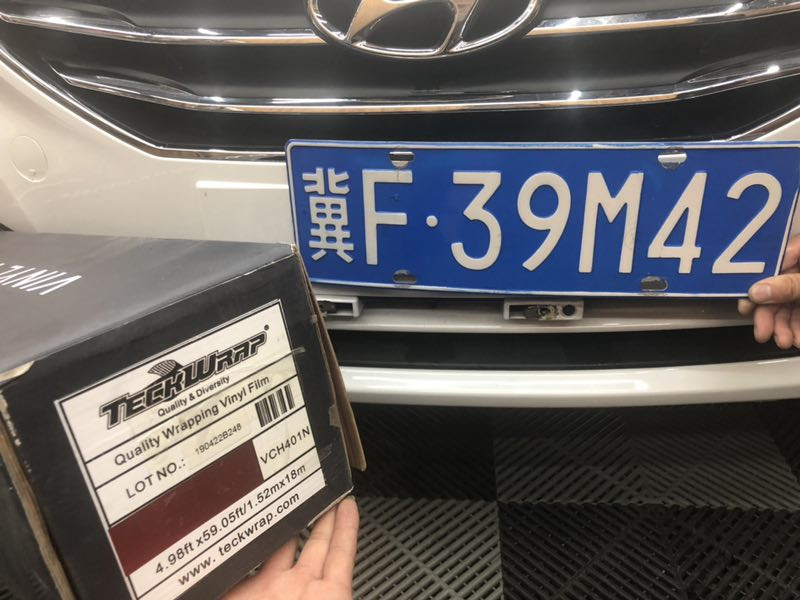 冀F·39M42
VINYL
TECKWRAP®
Quality & Diversity
Quality Wrapping Vinyl Film
LOT NO.: 190422B248
VCH401N
4.98ft x59.05ft/1.52mx18m
www. teckwrap.com